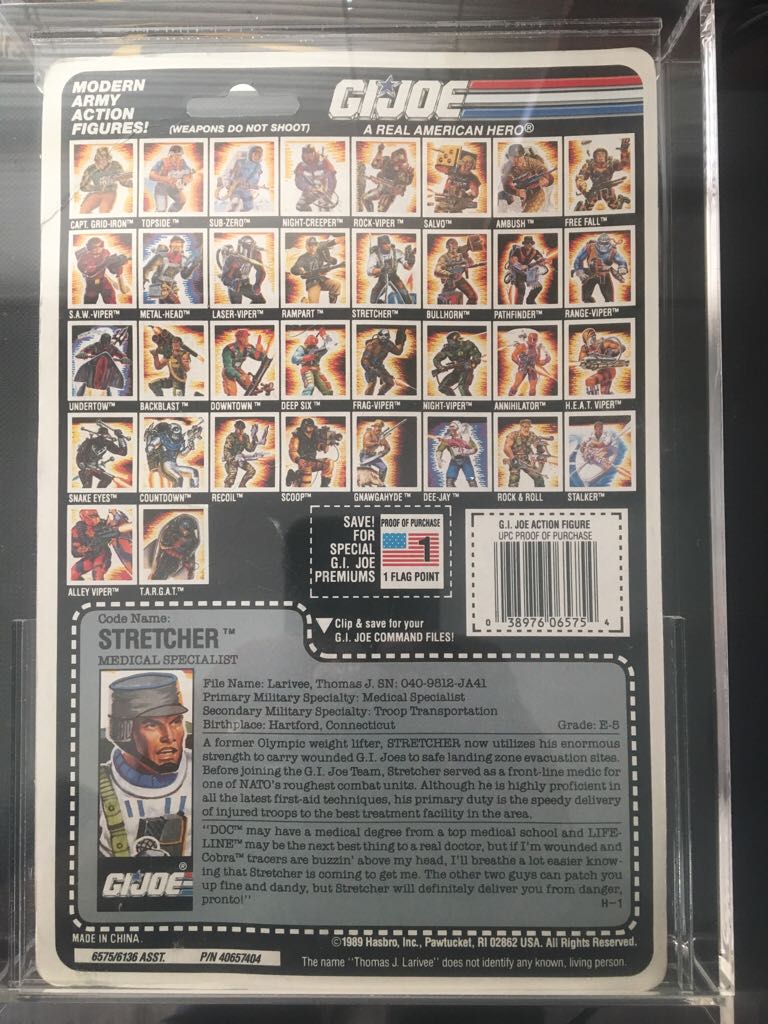 MODERN
ARMY
ACTION
FIGURES!
(WEAPONS DO NOT SHOOT)
G.I. JOE
A REAL AMERICAN HERO®
CAPT. GRID-IRON™ TOPSIDE™ SUB-ZERO™ NIGHT-CREEPER™ ROCK-VIPER™ SALVO™ AMBUSH™ FREE FALL™
S.A.W.-VIPER™ METAL-HEAD™ LASER-VIPER™ RAMPART™ STRETCHER™ BULLHORN™ PATHFINDER™ RANGE-VIPER™
UNDERTOW™ BACKBLAST™ DOWNTOWN™ DEEP SIX™ FRAG-VIPER™ NIGHT-VIPER™ ANNIHILATOR™ H.E.A.T. VIPER™
SNAKE EYES™ COUNTDOWN™ RECOIL™ SCOOP™ GNAWGAHYDE™ DEE-JAY™ ROCK & ROLL™ STALKER™
ALLEY VIPER™ T.A.R.G.A.T.™
SAVE!
FOR
SPECIAL
G.I. JOE
PREMIUMS
PROOF OF PURCHASE
1
1 FLAG POINT
G.I. JOE ACTION FIGURE
UPC PROOF OF PURCHASE
0 38976 06575 4
▼ Clip & save for your
G.I. JOE COMMAND FILES!
Code Name:
STRETCHER™
MEDICAL SPECIALIST
File Name: Larivee, Thomas J. SN: 040-9812-JA41
Primary Military Specialty: Medical Specialist
Secondary Military Specialty: Troop Transportation
Birthplace: Hartford, Connecticut Grade: E-5
A former Olympic weight lifter, STRETCHER now utilizes his enormous
strength to carry wounded G.I. Joes to safe landing zone evacuation sites.
Before joining the G.I. Joe Team, Stretcher served as a front-line medic for
one of NATO's roughest combat units. Although he is highly proficient in
all the latest first-aid techniques, his primary duty is the speedy delivery
of injured troops to the best treatment facility in the area.
"DOC™ may have a medical degree from a top medical school and LIFE-
LINE™ may be the next best thing to a real doctor, but if I'm wounded and
Cobra™ tracers are buzzin' above my head, I'll breathe a lot easier know-
ing that Stretcher is coming to get me. The other two guys can patch you
up fine and dandy, but Stretcher will definitely deliver you from danger,
pronto!"
H-1
G.I. JOE®
MADE IN CHINA.
©1989 Hasbro, Inc., Pawtucket, RI 02862 USA. All Rights Reserved.
6575/6136 ASST. P/N 40657404
The name "Thomas J. Larivee" does not identify any known, living person.